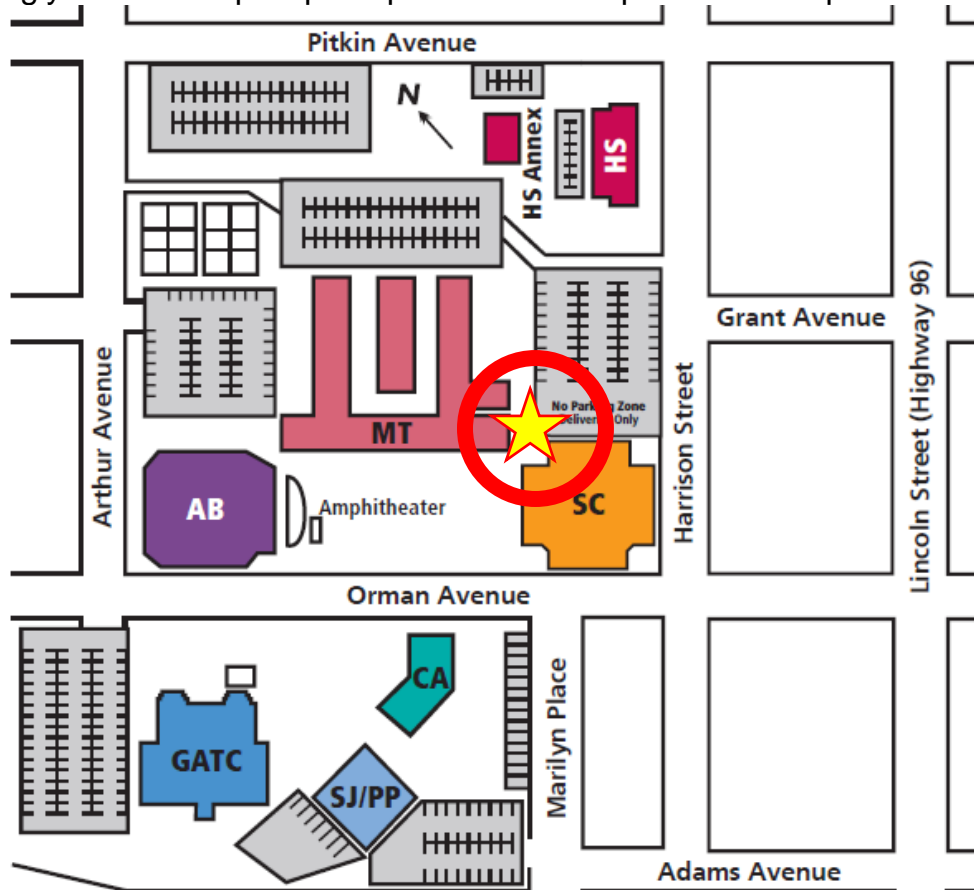 Pitkin Avenue
N
HS Annex
HS
Grant Avenue
Lincoln Street (Highway 96)
Arthur Avenue
Harrison Street
No Parking Zone
Only
MT
AB
Amphitheater
SC
Orman Avenue
CA
GATC
SJ/PP
Marilyn Place
Adams Avenue